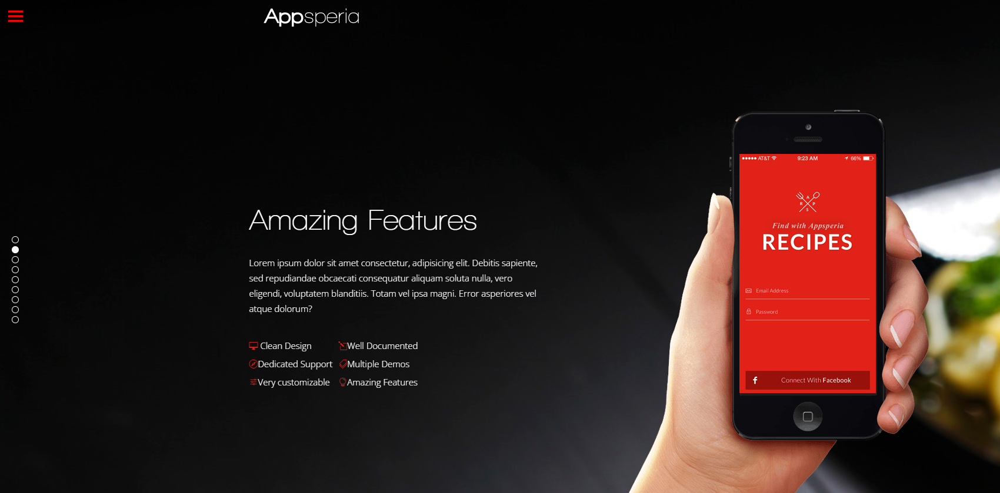 Appsperia
Amazing Features
Lorem ipsum dolor sit amet consectetur, adipisicing elit. Debitis sapiente,
sed repudiandae obcaecati consequatur aliquam soluta nulla, vero
eligendi, voluptatem blanditiis. Totam vel ipsa magni. Error asperiores vel
atque dolorum?
Clean Design
Well Documented
Dedicated Support
Multiple Demos
Very customizable
Amazing Features
AT&T 9:23 AM 66%
A
R P
S
Find with Appsperia
RECIPES
Email Address
Password
f Connect With Facebook